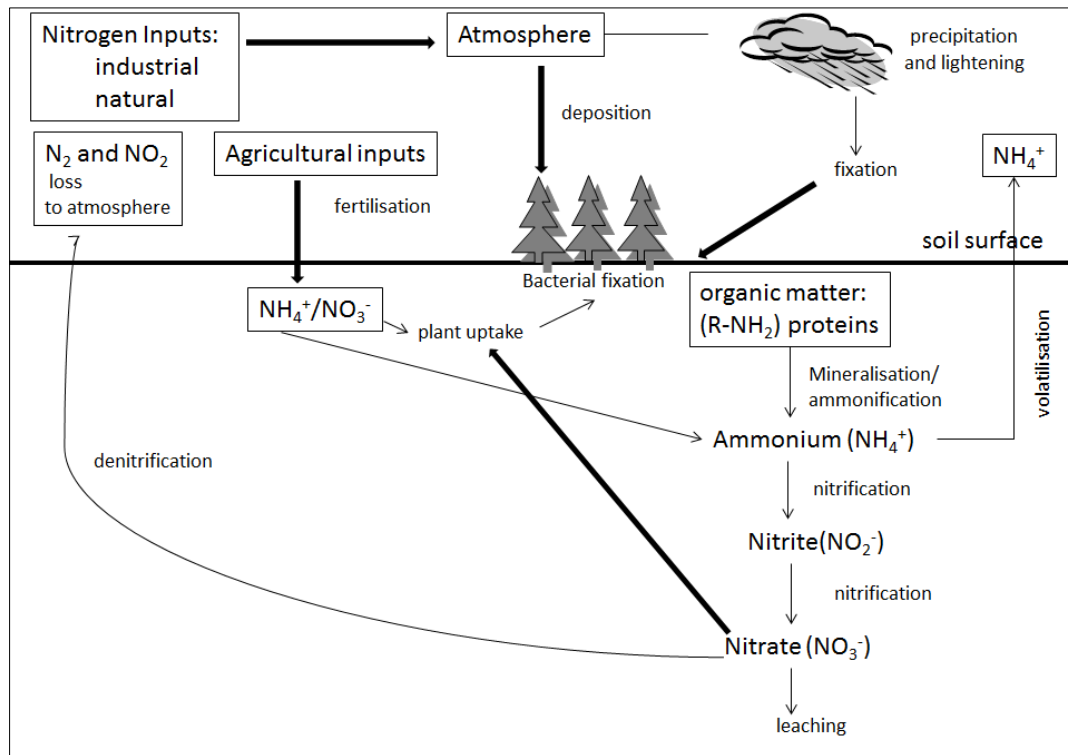 Nitrogen Inputs:
industrial
natural
Atmosphere
precipitation
and lightening
deposition
N₂ and NO₂
loss
to atmosphere
Agricultural inputs
fertilisation
fixation
NH₄⁺
soil surface
Bacterial fixation
NH₄⁺/NO₃⁻
plant uptake
organic matter:
(R-NH₂) proteins
volatilisation
Mineralisation/
ammonification
Ammonium (NH₄⁺)
denitrification
nitrification
Nitrite(NO₂⁻)
nitrification
Nitrate (NO₃⁻)
leaching